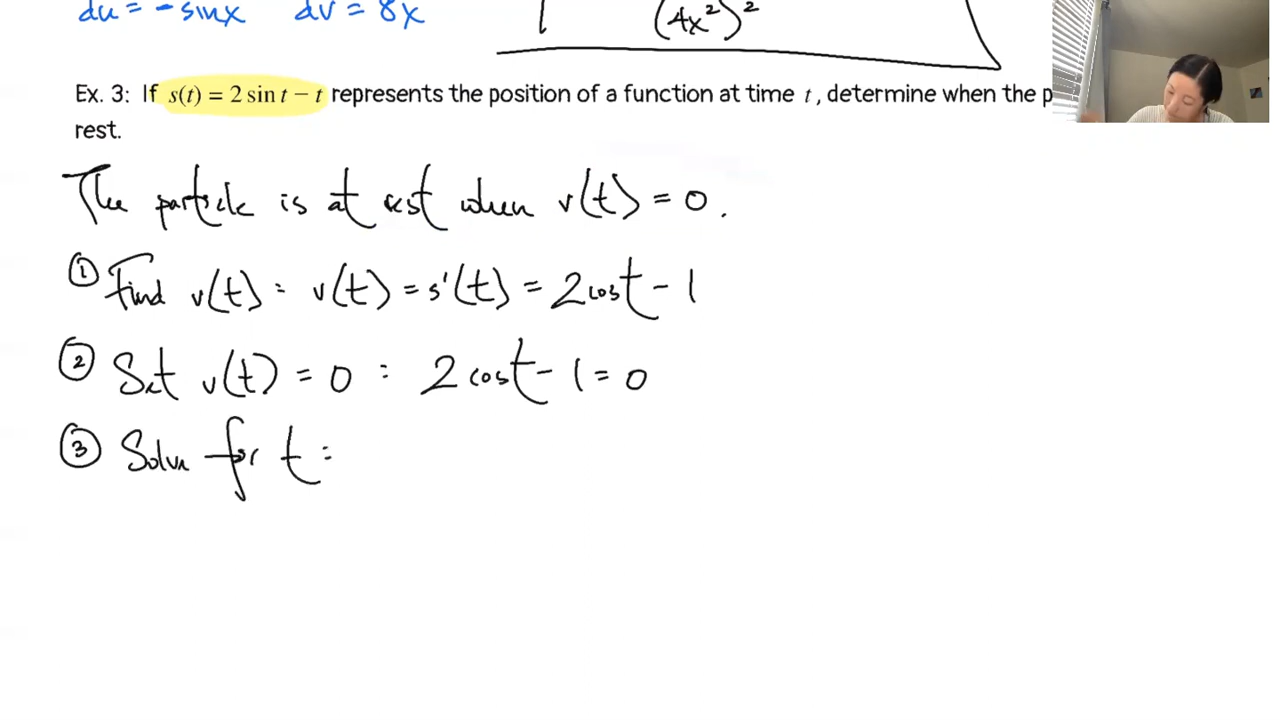 du = -sinx dv = 8x
(4x²)²
Ex. 3: If s(t) = 2 sin t − t represents the position of a function at time t, determine when the p
rest.
The particle is at rest when v(t) = 0.
① Find v(t): v(t) = s'(t) = 2cost - 1
② Set v(t) = 0 : 2cost - 1 = 0
③ Solve for t: